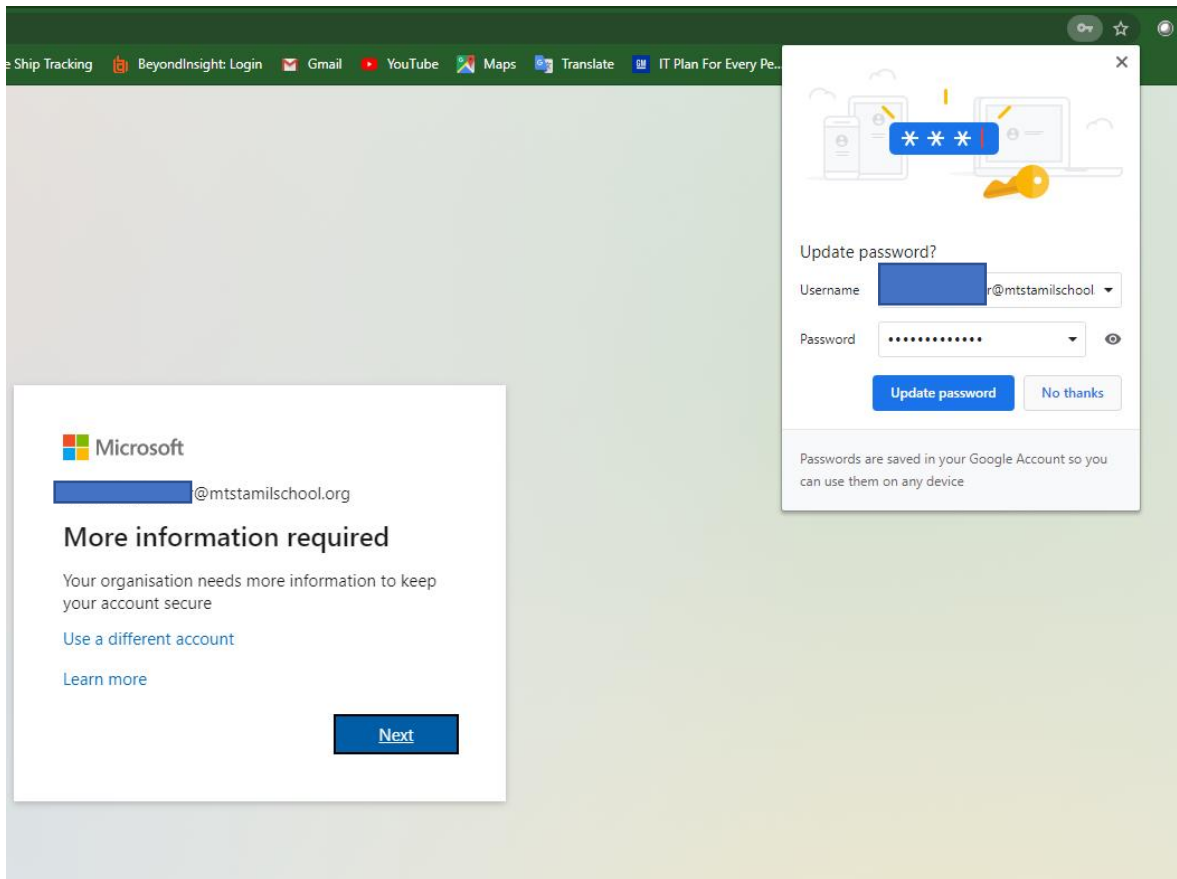 e Ship Tracking BeyondInsight: Login Gmail YouTube Maps Translate IT Plan For Every Pe...
* * *
Update password?
Username r@mtstamilschool.
Password •••••••••••••
Update password No thanks
Passwords are saved in your Google Account so you
can use them on any device
Microsoft
@mtstamilschool.org
More information required
Your organisation needs more information to keep
your account secure
Use a different account
Learn more
Next